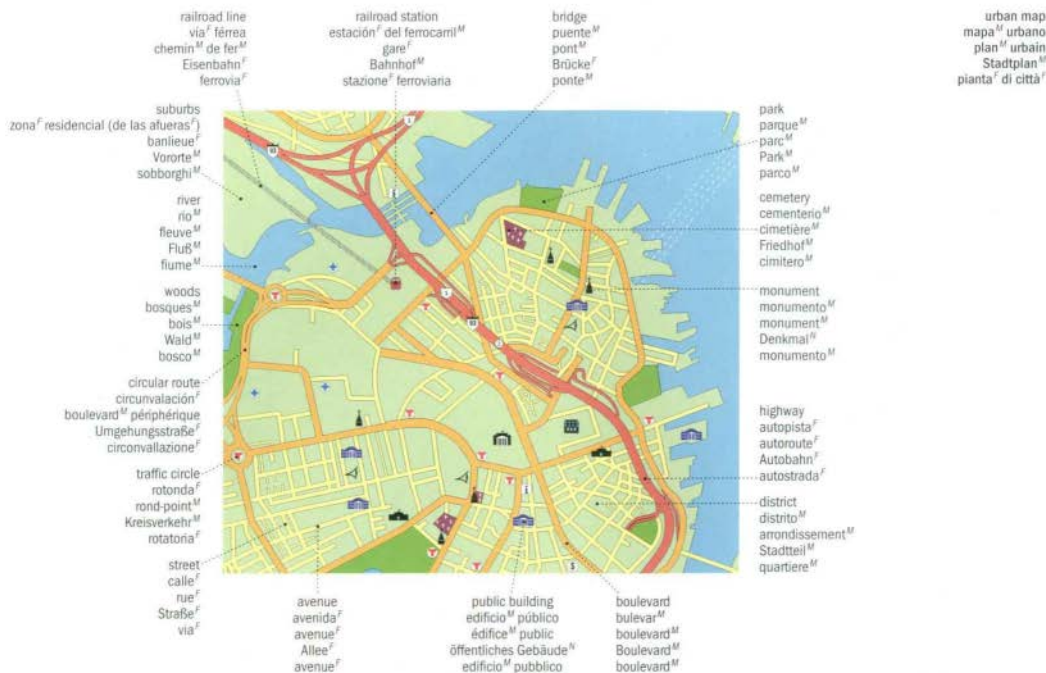 railroad line
vía^F férrea
chemin^M de fer^M
Eisenbahn^F
ferrovia^F
railroad station
estación^F del ferrocarril^M
gare^F
Bahnhof^M
stazione^F ferroviaria
bridge
puente^M
pont^M
Brücke^F
ponte^M
urban map
mapa^M urbano
plan^M urbain
Stadtplan^M
pianta^F di città^F
suburbs
zona^F residencial (de las afueras^F)
banlieue^F
Vororte^M
sobborghi^M
river
rio^M
fleuve^M
Fluß^M
fiume^M
woods
bosques^M
bois^M
Wald^M
bosco^M
circular route
circunvalación^F
boulevard^M périphérique
Umgehungsstraße^F
circonvallazione^F
traffic circle
rotonda^F
rond-point^M
Kreisverkehr^M
rotatoria^F
street
calle^F
rue^F
Straße^F
via^F
park
parque^M
parc^M
Park^M
parco^M
cemetery
cementerio^M
cimetière^M
Friedhof^M
cimitero^M
monument
monumento^M
monument^M
Denkmal^N
monumento^M
highway
autopista^F
autoroute^F
Autobahn^F
autostrada^F
district
distrito^M
arrondissement^M
Stadtteil^M
quartiere^M
avenue
avenida^F
avenue^F
Allee^F
avenue^F
public building
edificio^M público
édifice^M public
öffentliches Gebäude^N
edificio^M pubblico
boulevard
bulevar^M
boulevard^M
Boulevard^M
boulevard^M